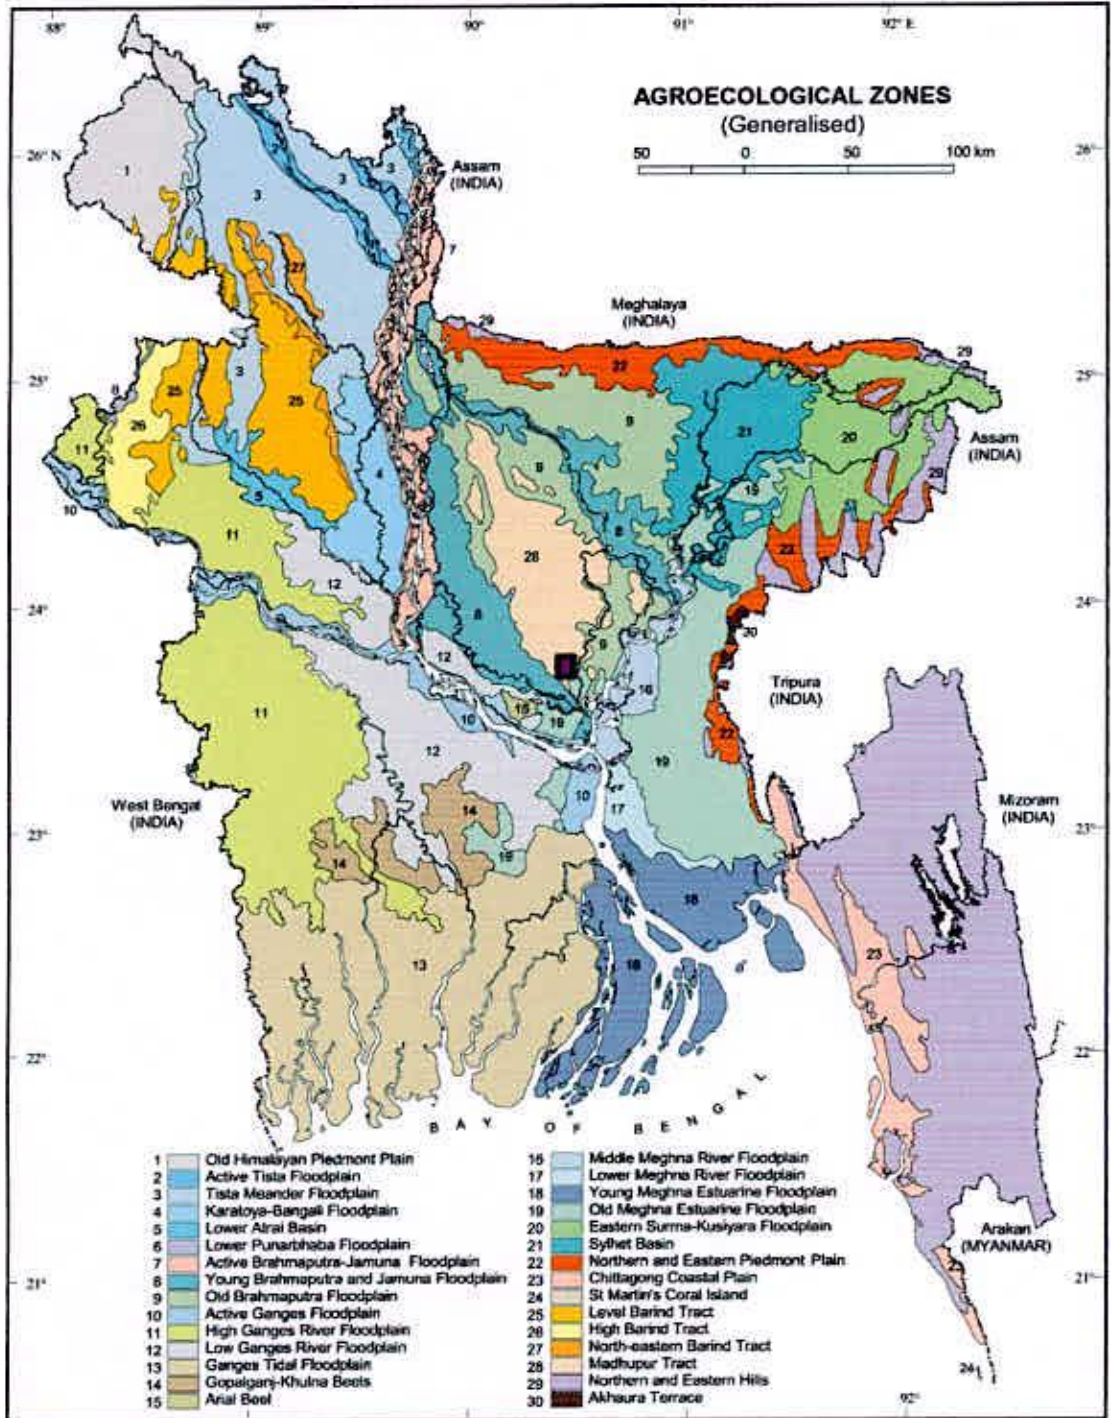 88° 89° 90° 91° 92° E
AGROECOLOGICAL ZONES
(Generalised)
50 0 50 100 km
26° N
26°
Assam
(INDIA)
Meghalaya
(INDIA)
25°
25°
Assam
(INDIA)
24°
24°
Tripura
(INDIA)
West Bengal
(INDIA)
Mizoram
(INDIA)
23°
23°
22°
22°
BAY OF BENGAL
Arakan
(MYANMAR)
21°
21°
92°
1 Old Himalayan Piedmont Plain
2 Active Tista Floodplain
3 Tista Meander Floodplain
4 Karatoya-Bangali Floodplain
5 Lower Atrai Basin
6 Lower Punarbhaba Floodplain
7 Active Brahmaputra-Jamuna Floodplain
8 Young Brahmaputra and Jamuna Floodplain
9 Old Brahmaputra Floodplain
10 Active Ganges Floodplain
11 High Ganges River Floodplain
12 Low Ganges River Floodplain
13 Ganges Tidal Floodplain
14 Gopalganj-Khulna Beels
15 Arial Beel
16 Middle Meghna River Floodplain
17 Lower Meghna River Floodplain
18 Young Meghna Estuarine Floodplain
19 Old Meghna Estuarine Floodplain
20 Eastern Surma-Kusiyara Floodplain
21 Sylhet Basin
22 Northern and Eastern Piedmont Plain
23 Chittagong Coastal Plain
24 St Martin's Coral Island
25 Level Barind Tract
26 High Barind Tract
27 North-eastern Barind Tract
28 Madhupur Tract
29 Northern and Eastern Hills
30 Akhaura Terrace